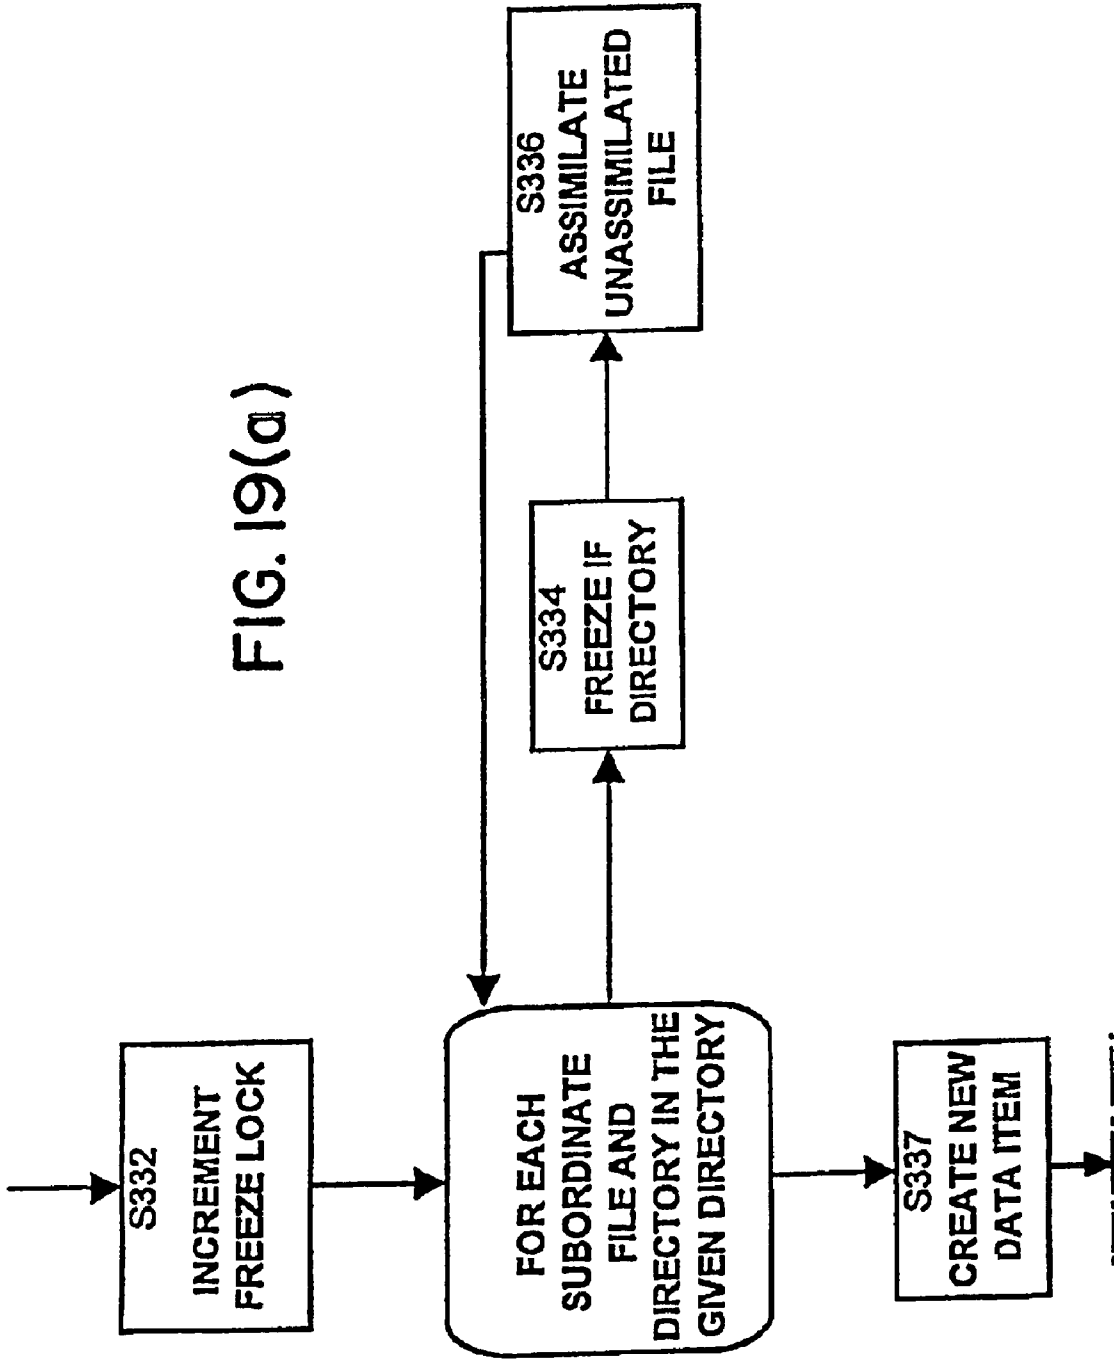 FIG. 19(a)
S332
INCREMENT
FREEZE LOCK
FOR EACH
SUBORDINATE
FILE AND
DIRECTORY IN THE
GIVEN DIRECTORY
S334
FREEZE IF
DIRECTORY
S336
ASSIMILATE
UNASSIMILATED
FILE
S337
CREATE NEW
DATA ITEM